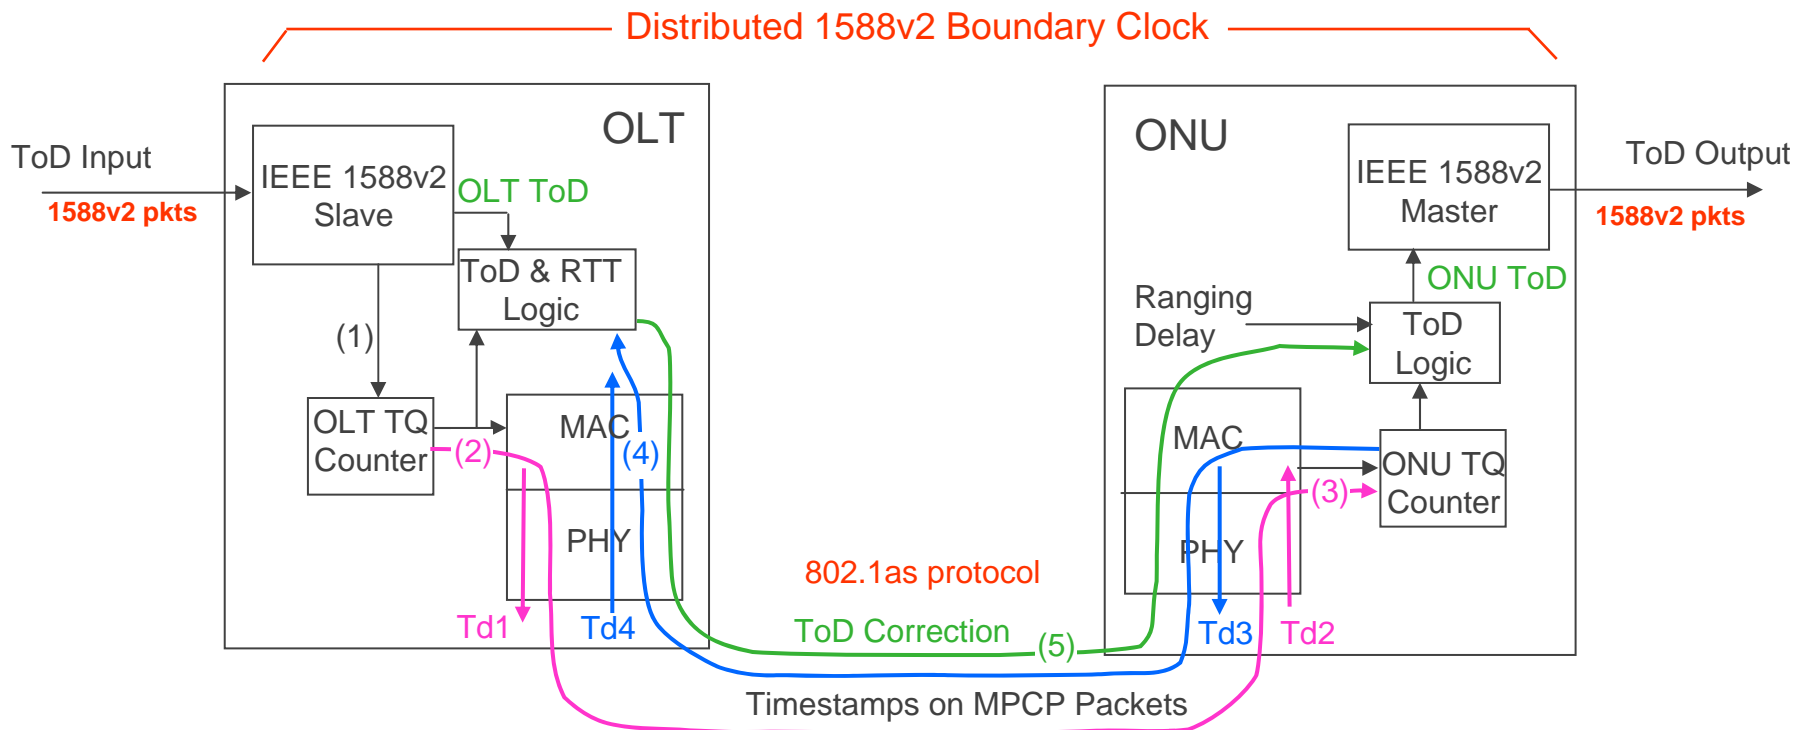 Distributed 1588v2 Boundary Clock
OLT
ONU
ToD Input
1588v2 pkts
IEEE 1588v2
Slave
OLT ToD
ToD & RTT
Logic
(1)
OLT TQ
Counter
(2)
MAC
(4)
PHY
Td1
Td4
802.1as protocol
ToD Correction
(5)
Timestamps on MPCP Packets
IEEE 1588v2
Master
ToD Output
1588v2 pkts
ONU ToD
Ranging
Delay
ToD
Logic
MAC
ONU TQ
Counter
(3)
PHY
Td3
Td2